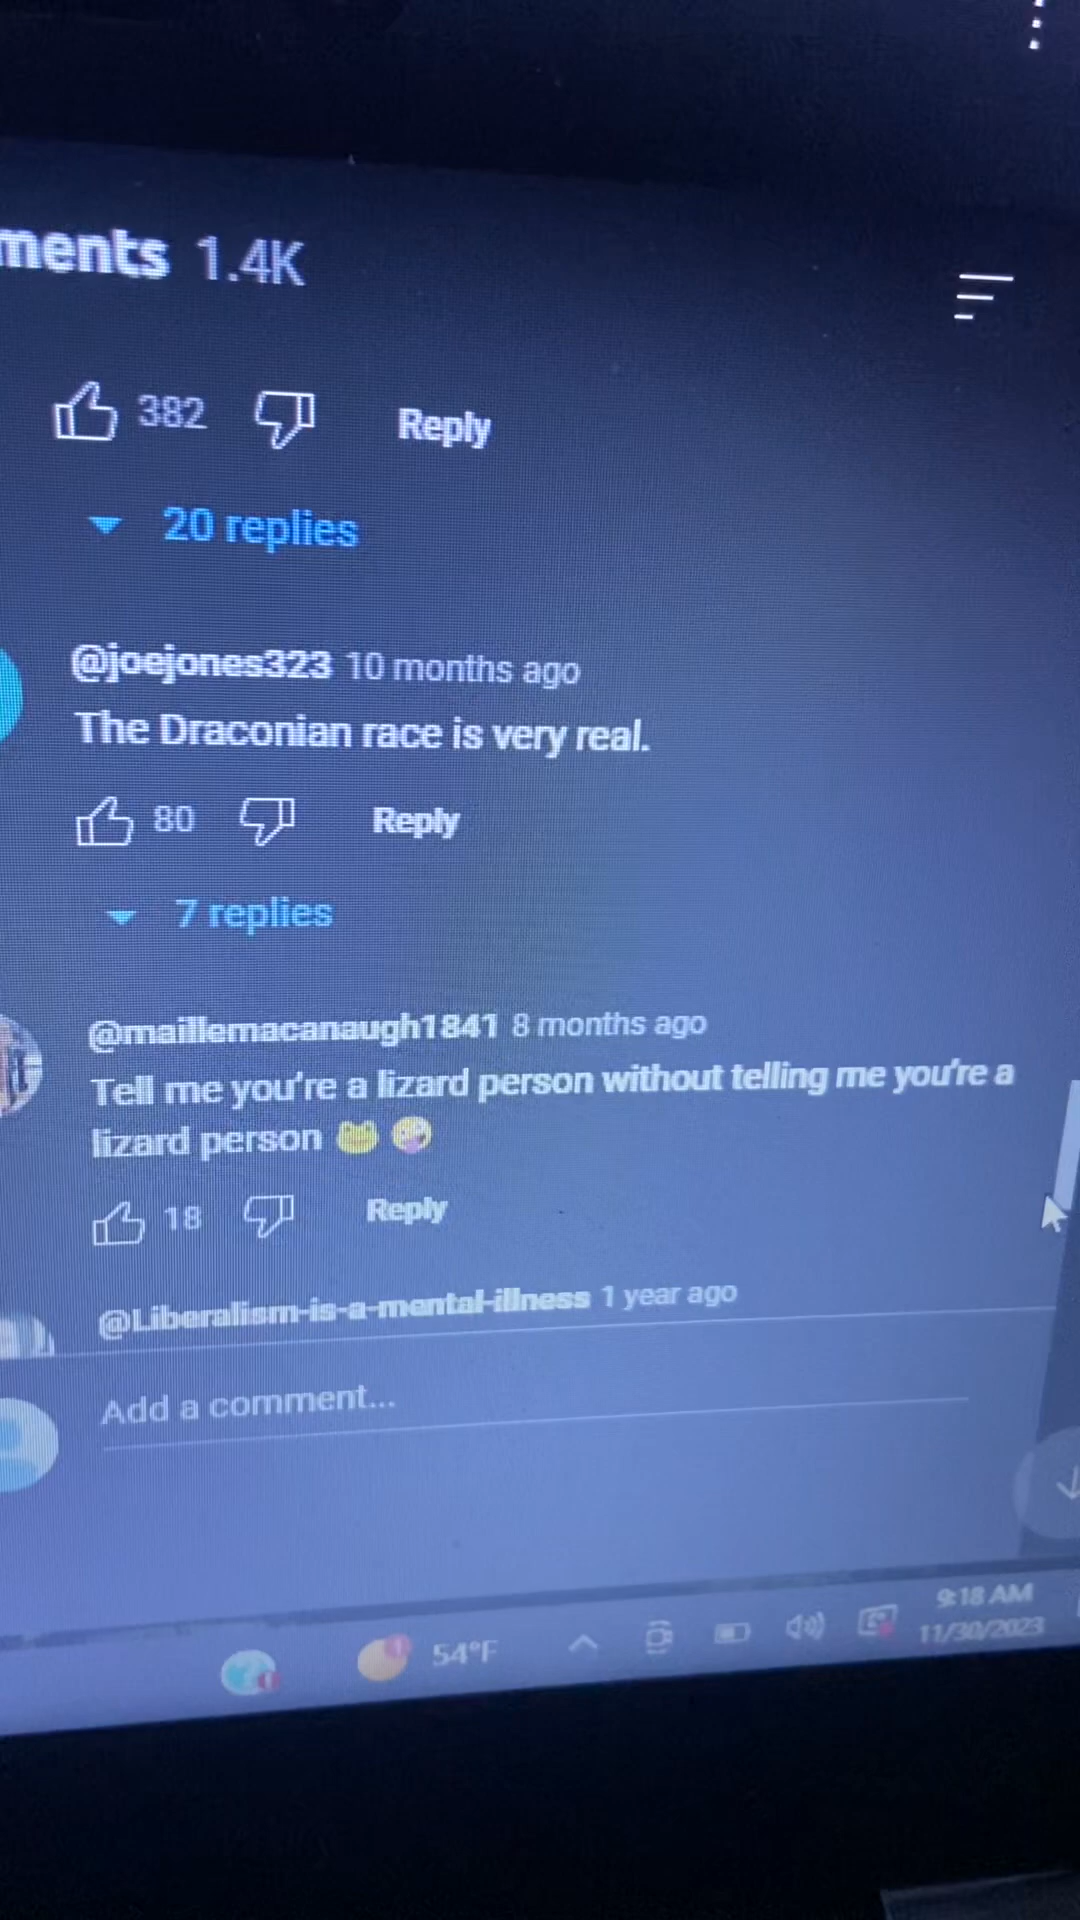 ments 1.4K
382 Reply
20 replies
@joejones323 10 months ago
The Draconian race is very real.
80 Reply
7 replies
@maillemacanaugh1841 8 months ago
Tell me you're a lizard person without telling me you're a
lizard person 🐸 🤪
18 Reply
@Liberalism-is-a-mental-illness 1 year ago
Add a comment...
9:18 AM
54°F
11/30/2023